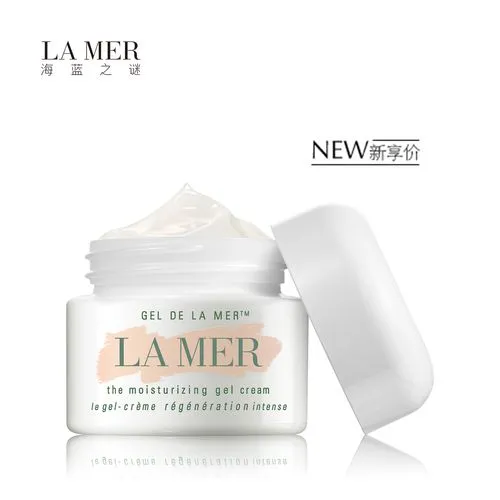 LA MER
海蓝之谜
NEW新享价
GEL DE LA MER™
LA MER
the moisturizing gel cream
le gel-crème régénération intense